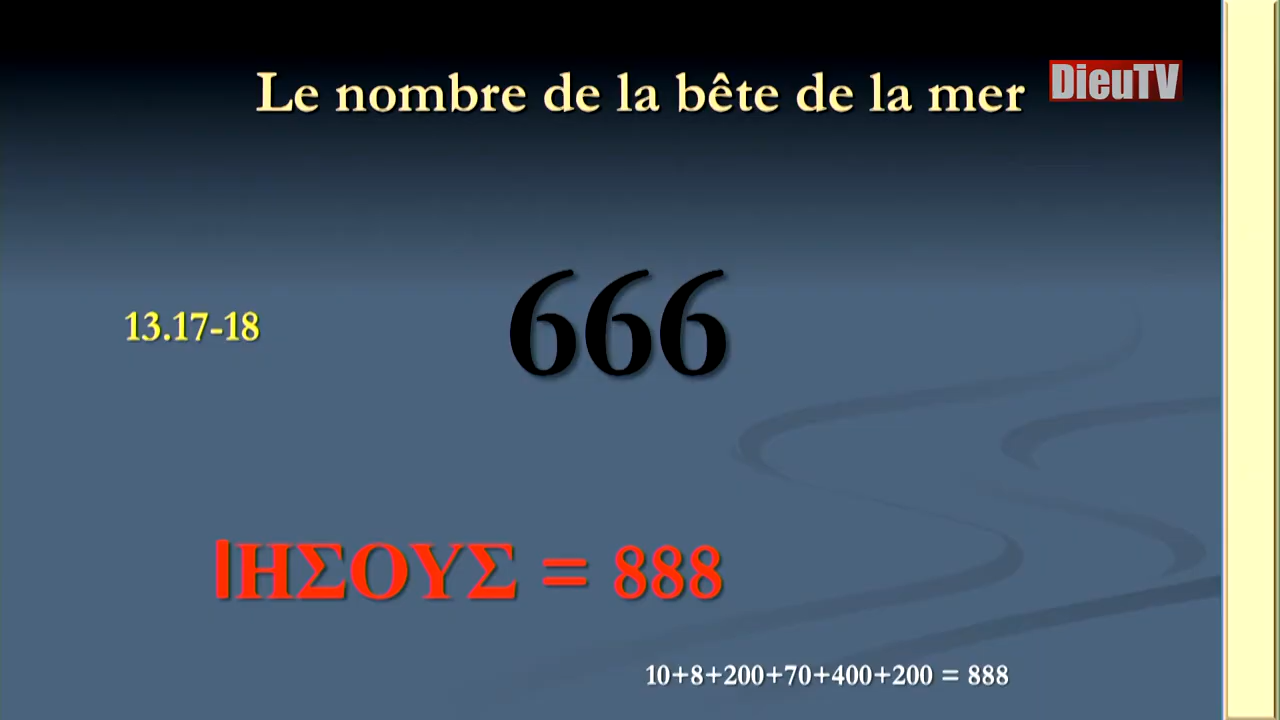 Le nombre de la bête de la mer
DieuTV
666
13.17-18
ΙΗΣΟΥΣ = 888
10+8+200+70+400+200 = 888